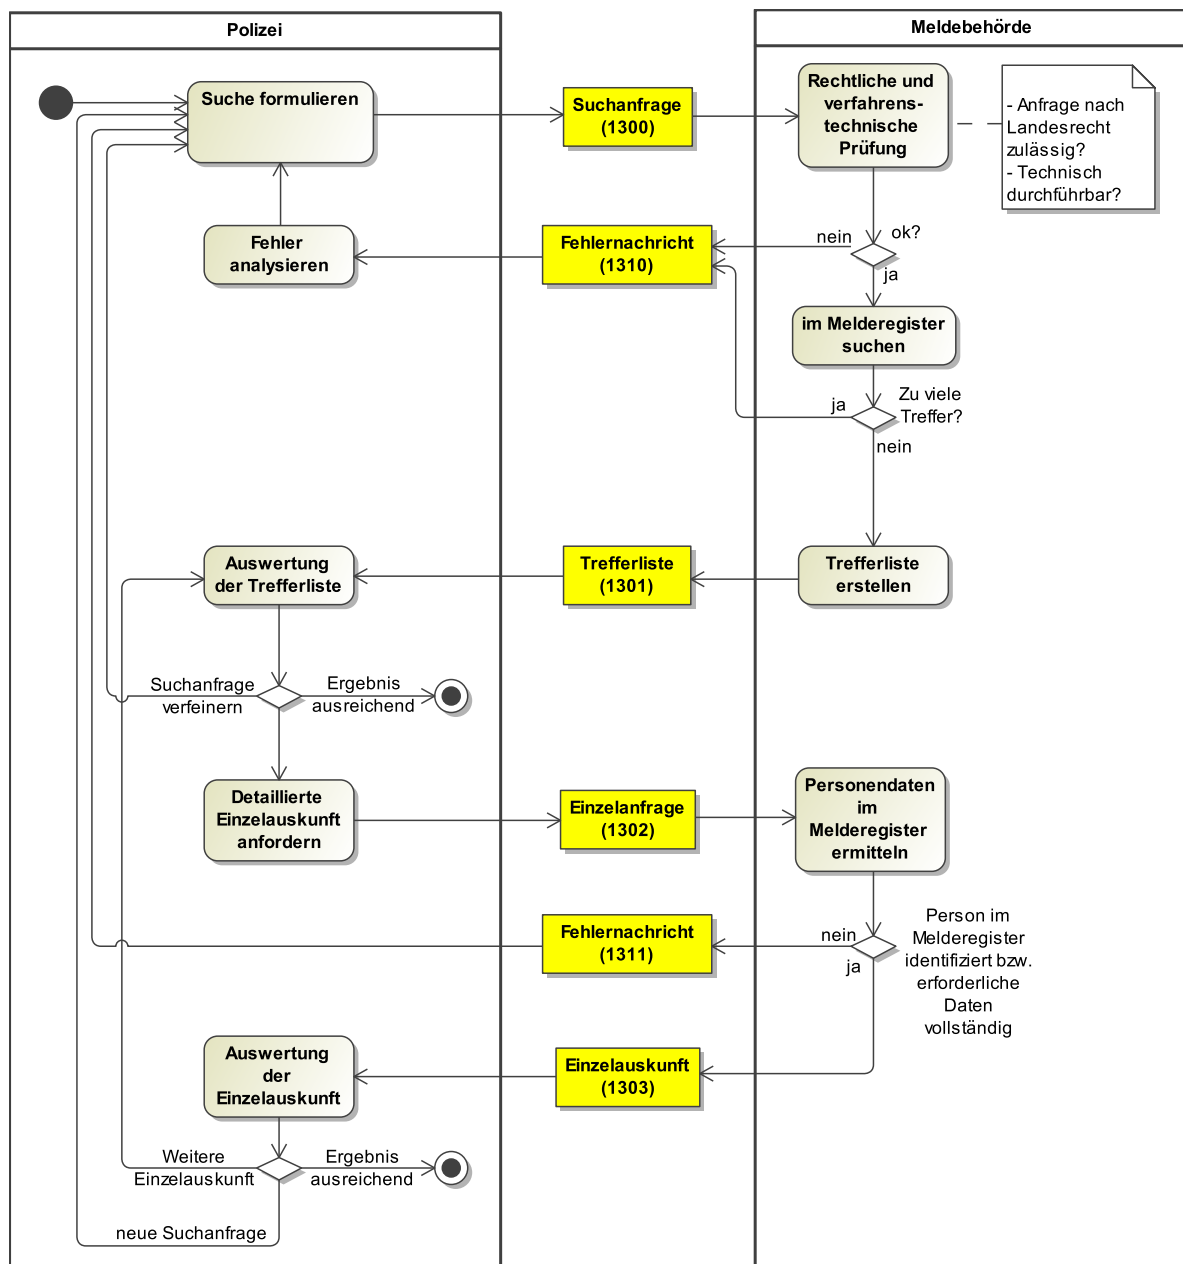 Polizei
Meldebehörde
Suche formulieren
Suchanfrage
(1300)
Rechtliche und
verfahrens-
technische
Prüfung
- Anfrage nach
Landesrecht
zulässig?
- Technisch
durchführbar?
Fehler
analysieren
Fehlernachricht
(1310)
nein
ok?
ja
im Melderegister
suchen
ja
Zu viele
Treffer?
nein
Auswertung
der Trefferliste
Trefferliste
(1301)
Trefferliste
erstellen
Suchanfrage
verfeinern
Ergebnis
ausreichend
Detaillierte
Einzelauskunft
anfordern
Einzelanfrage
(1302)
Personendaten
im
Melderegister
ermitteln
Fehlernachricht
(1311)
nein
ja
Person im
Melderegister
identifiziert bzw.
erforderliche
Daten
vollständig
Auswertung
der
Einzelauskunft
Einzelauskunft
(1303)
Weitere
Einzelauskunft
Ergebnis
ausreichend
neue Suchanfrage